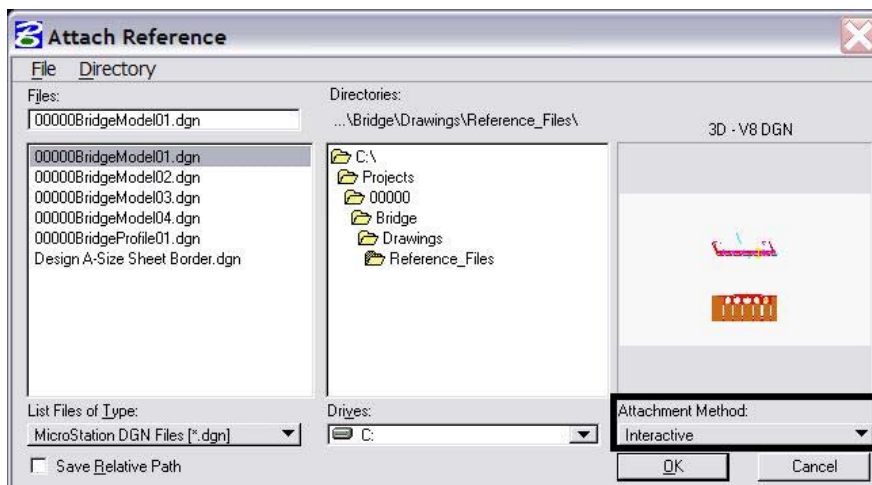 Attach Reference
File Directory
Files:
00000BridgeModel01.dgn
00000BridgeModel01.dgn
00000BridgeModel02.dgn
00000BridgeModel03.dgn
00000BridgeModel04.dgn
00000BridgeProfile01.dgn
Design A-Size Sheet Border.dgn
List Files of Type:
MicroStation DGN Files [*.dgn]
Save Relative Path
Directories:
...\Bridge\Drawings\Reference_Files\
C:\
Projects
00000
Bridge
Drawings
Reference_Files
Drives:
C:
3D - V8 DGN
Attachment Method:
Interactive
OK Cancel